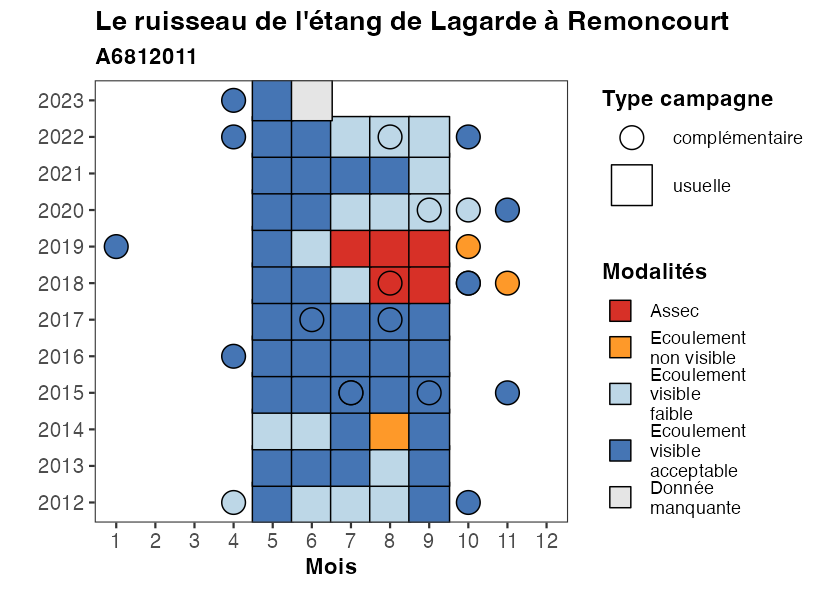 Le ruisseau de l'étang de Lagarde à Remoncourt
A6812011
2023
2022
2021
2020
2019
2018
2017
2016
2015
2014
2013
2012
1 2 3 4 5 6 7 8 9 10 11 12
Mois
Type campagne
complémentaire
usuelle
Modalités
Assec
Ecoulement
non visible
Ecoulement
visible
faible
Ecoulement
visible
acceptable
Donnée
manquante